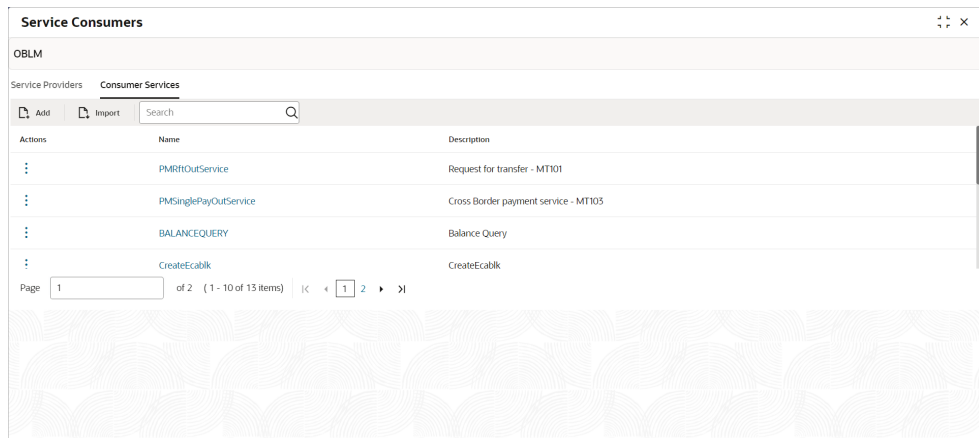 Service Consumers
OBLM
Service Providers Consumer Services
Add Import Search
Actions Name Description
PMRftOutService Request for transfer - MT101
PMSinglePayOutService Cross Border payment service - MT103
BALANCEQUERY Balance Query
CreateEcablk CreateEcablk
Page 1 of 2 ( 1 - 10 of 13 items) 1 2